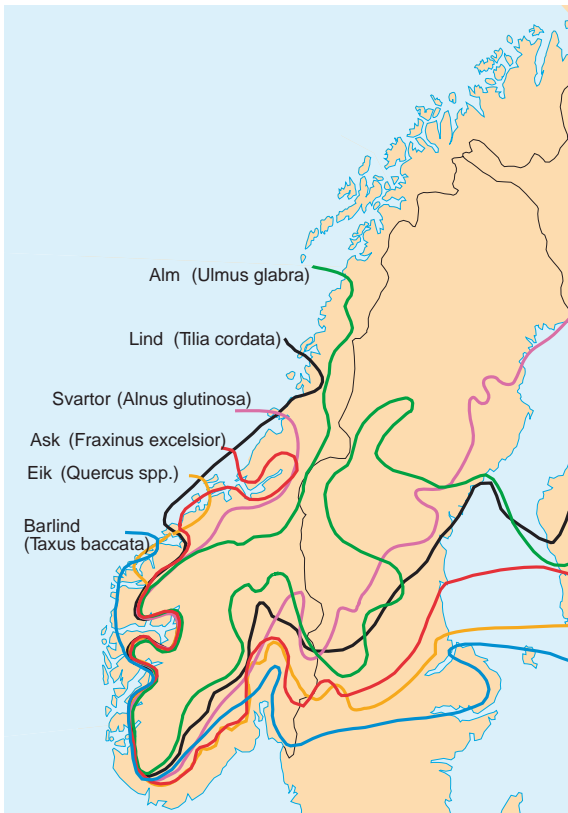 Alm (Ulmus glabra)
Lind (Tilia cordata)
Svartor (Alnus glutinosa)
Ask (Fraxinus excelsior)
Eik (Quercus spp.)
Barlind
(Taxus baccata)